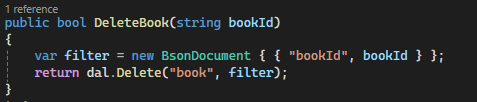 1 reference
public bool DeleteBook(string bookId)
{
var filter = new BsonDocument { { "bookId", bookId } };
return dal.Delete("book", filter);
}